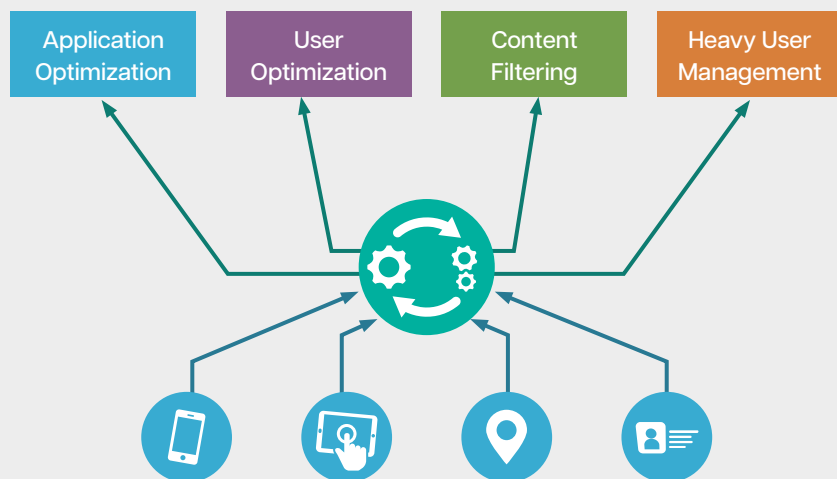 Application
Optimization
User
Optimization
Content
Filtering
Heavy User
Management